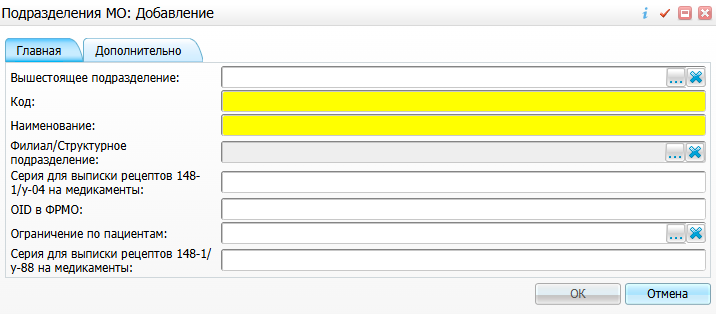 Подразделения МО: Добавление
Главная
Дополнительно
Вышестоящее подразделение:
...
Код:
Наименование:
Филиал/Структурное
подразделение:
...
Серия для выписки рецептов 148-
1/у-04 на медикаменты:
OID в ФРМО:
Ограничение по пациентам:
...
Серия для выписки рецептов 148-1/
у-88 на медикаменты:
ОК
Отмена